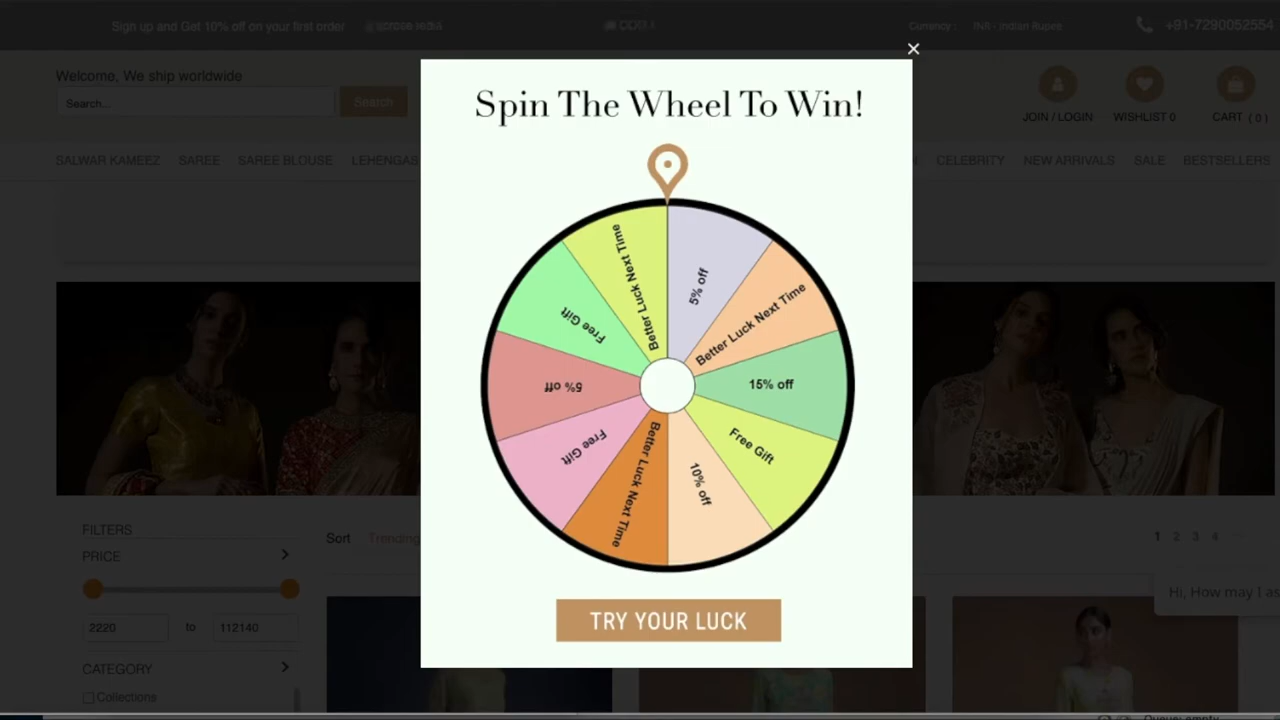 Sign up and Get 10% off on your first order
Currency :
INR - Indian Rupee
+91-7290052554
Welcome, We ship worldwide
Search...
Search
JOIN / LOGIN
WISHLIST 0
CART ( 0 )
SALWAR KAMEEZ
SAREE
SAREE BLOUSE
LEHENGAS
CELEBRITY
NEW ARRIVALS
SALE
BESTSELLERS
×
Spin The Wheel To Win!
5% off
Better Luck Next Time
15% off
Free Gift
10% off
Better Luck Next Time
Free Gift
5% off
Free Gift
Better Luck Next Time
TRY YOUR LUCK
FILTERS
PRICE
2220 to 112140
CATEGORY
Collections
Sort
Trending
1 2 3 4 ...
Hi, How may I as
Queue: empty